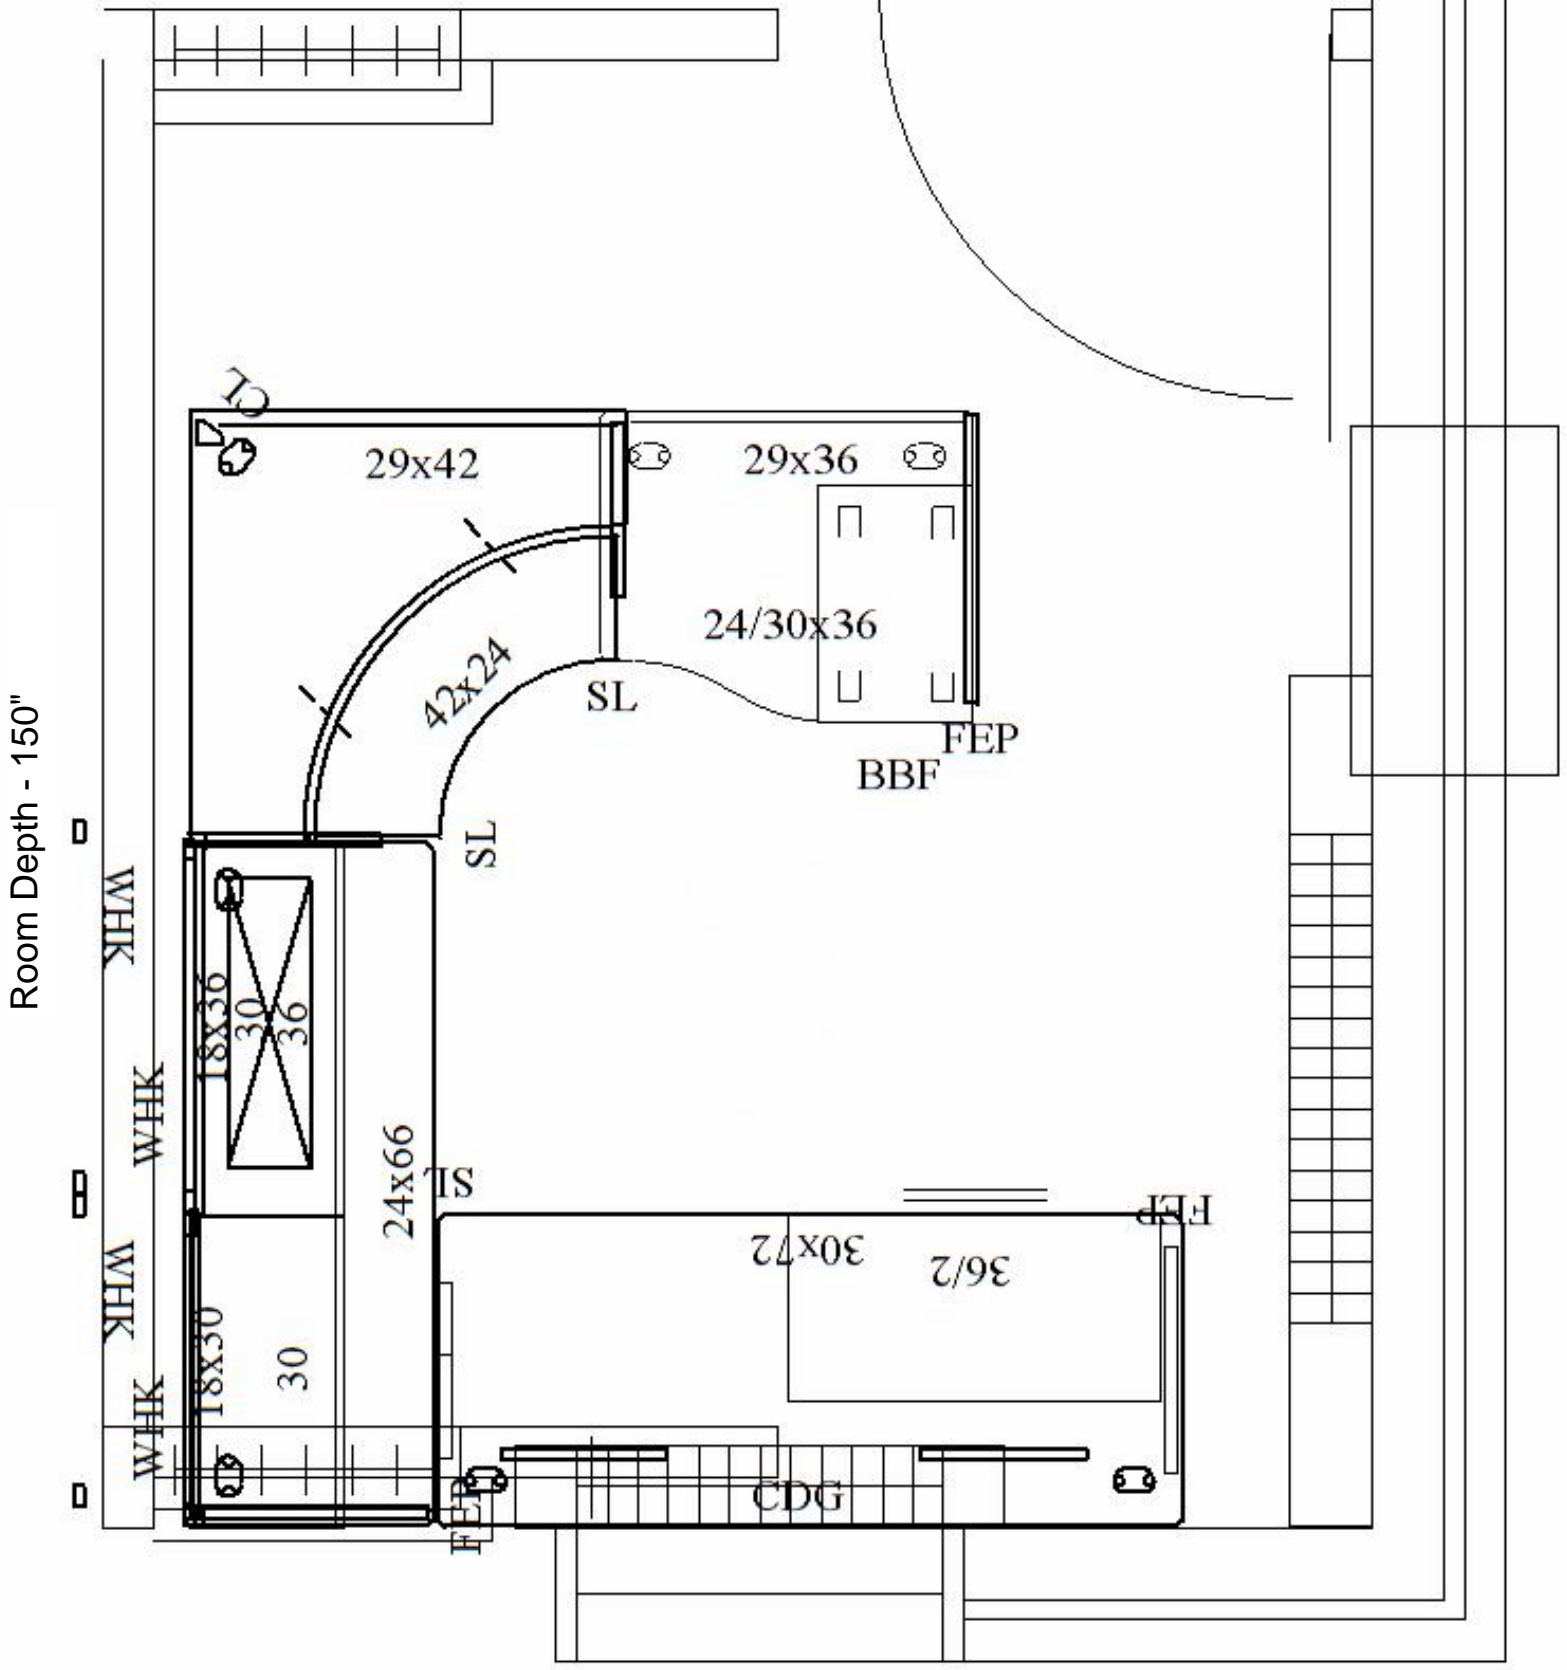 CL
29x42
29x36
24/30x36
42x24
SL
FEP
BBF
SL
Room Depth - 150"
WHK
18x36
30
36
WHK
24x66
SL
FEP
30x72
36/2
WHK
18x30
30
WHK
CDG
FEP